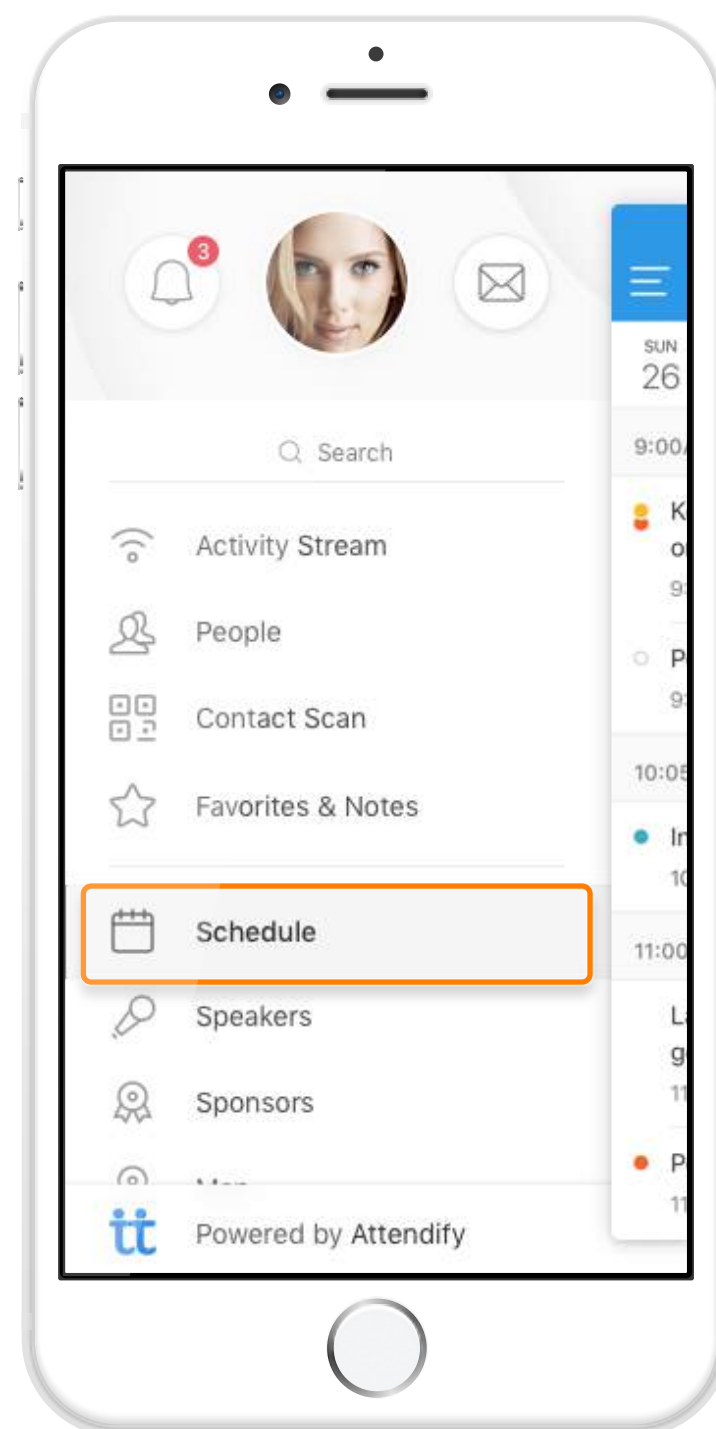 3
SUN
26
Search
9:00
Activity Stream
People
Contact Scan
Favorites & Notes
10:05
Schedule
11:00
Speakers
Sponsors
Powered by Attendify